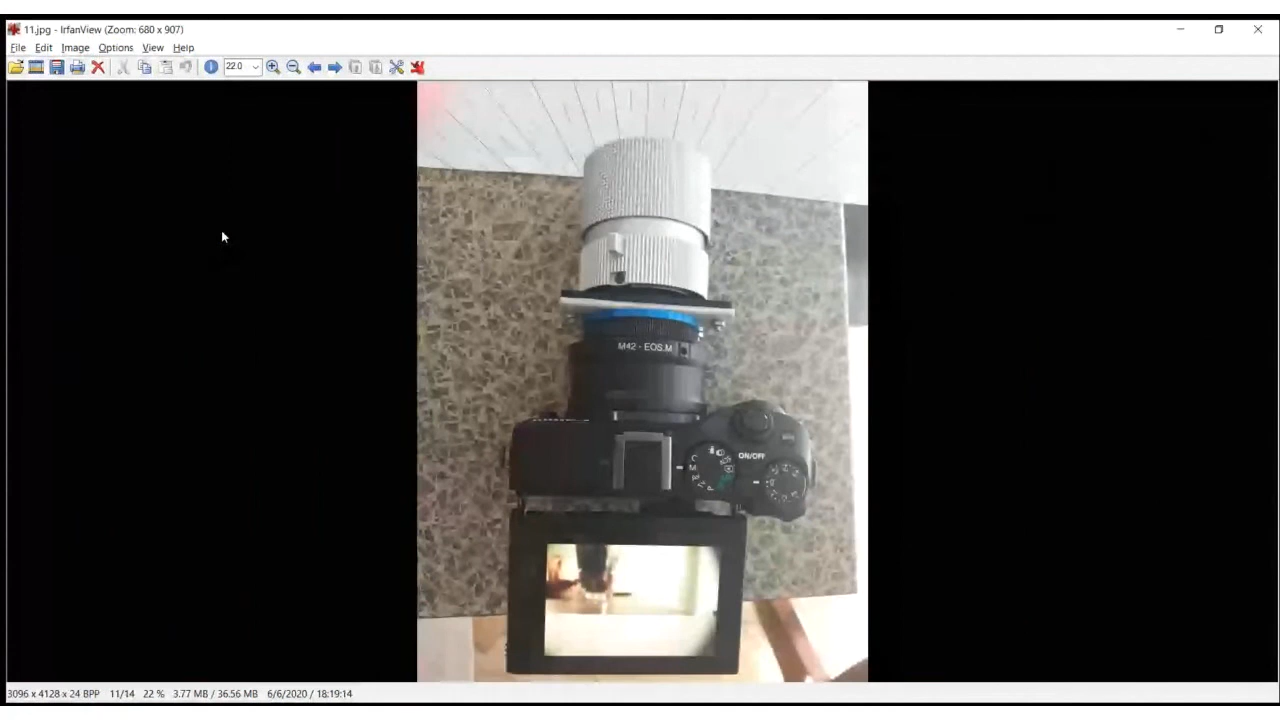 11.jpg - IrfanView (Zoom: 680 x 907)
File Edit Image Options View Help
22.0
M42 - EOS.M
ON/OFF
C
M
3096 x 4128 x 24 BPP 11/14 22 % 3.77 MB / 36.56 MB 6/6/2020 / 18:19:14